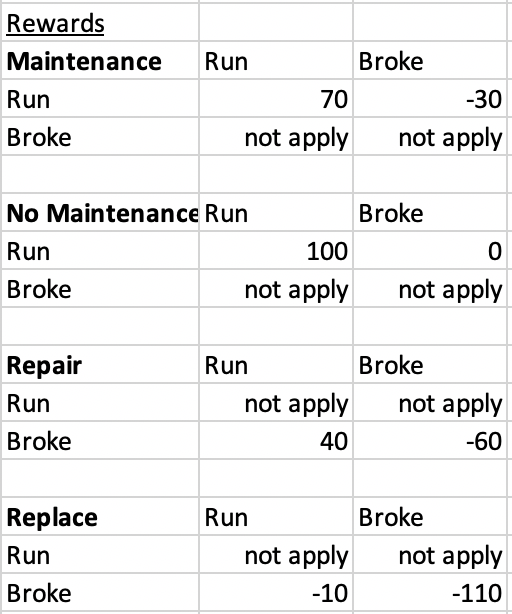 Rewards
Maintenance Run Broke
Run 70 -30
Broke not apply not apply
No Maintenance Run Broke
Run 100 0
Broke not apply not apply
Repair Run Broke
Run not apply not apply
Broke 40 -60
Replace Run Broke
Run not apply not apply
Broke -10 -110